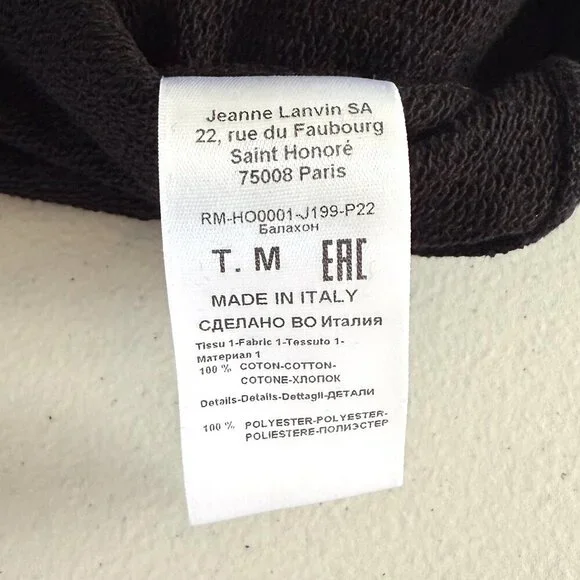 Jeanne Lanvin SA
22, rue du Faubourg
Saint Honoré
75008 Paris
RM-HO0001-J199-P22
Балахон
T. M EAC
MADE IN ITALY
СДЕЛАНО ВО Италия
Tissu 1-Fabric 1-Tessuto 1-
Материал 1
100 % COTON-COTTON-
COTONE-ХЛОПОК
Details-Details-Dettagli-ДЕТАЛИ
100 % POLYESTER-POLYESTER-
POLIESTERE-ПОЛИЭСТЕР